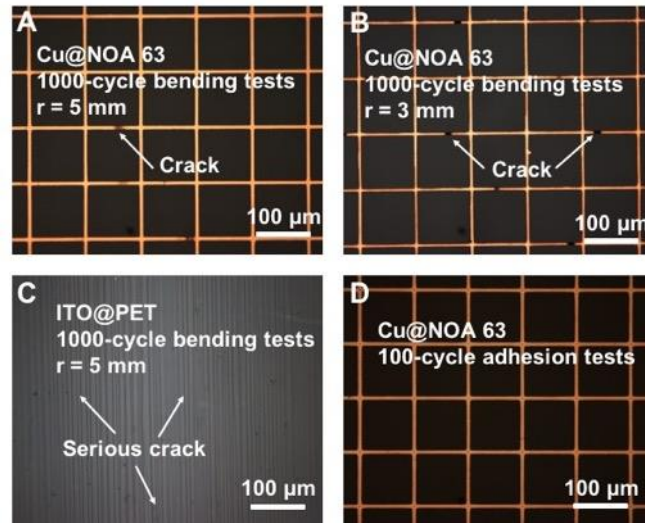 A
Cu@NOA 63
1000-cycle bending tests
r = 5 mm
Crack
100 µm
B
Cu@NOA 63
1000-cycle bending tests
r = 3 mm
Crack
100 µm
C
ITO@PET
1000-cycle bending tests
r = 5 mm
Serious crack
100 µm
D
Cu@NOA 63
100-cycle adhesion tests
100 µm